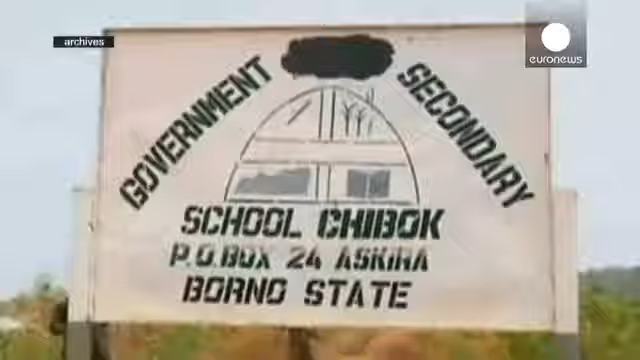 archives
euronews
GOVERNMENT SECONDARY
SCHOOL CHIBOK
P.O.BOX 24 ASKIRA
BORNO STATE